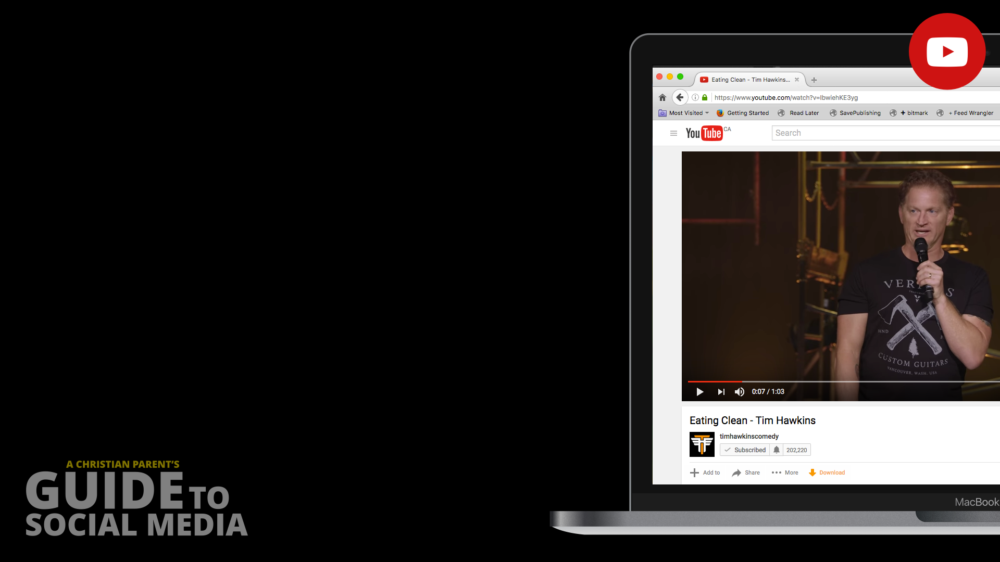 Eating Clean - Tim Hawkins...
https://www.youtube.com/watch?v=IbwiehKE3yg
Most Visited Getting Started Read Later SavePublishing + bitmark + Feed Wrangler
YouTube CA
Search
VER S
MND
CUSTOM GUITARS
VANCOUVER, WASH. USA
0:07 / 1:03
Eating Clean - Tim Hawkins
timhawkinscomedy
Subscribed 202,220
Add to Share More Download
MacBook
A CHRISTIAN PARENT'S
GUIDE TO
SOCIAL MEDIA